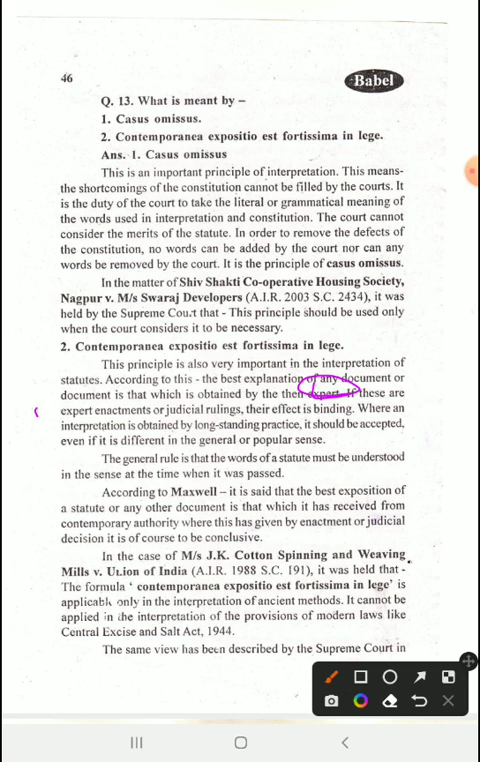 46
Babel
Q. 13. What is meant by –
1. Casus omissus.
2. Contemporanea expositio est fortissima in lege.
Ans. 1. Casus omissus
This is an important principle of interpretation. This means-
the shortcomings of the constitution cannot be filled by the courts. It
is the duty of the court to take the literal or grammatical meaning of
the words used in interpretation and constitution. The court cannot
consider the merits of the statute. In order to remove the defects of
the constitution, no words can be added by the court nor can any
words be removed by the court. It is the principle of casus omissus.
In the matter of Shiv Shakti Co-operative Housing Society,
Nagpur v. M/s Swaraj Developers (A.I.R. 2003 S.C. 2434), it was
held by the Supreme Court that - This principle should be used only
when the court considers it to be necessary.
2. Contemporanea expositio est fortissima in lege.
This principle is also very important in the interpretation of
statutes. According to this - the best explanation of any document or
document is that which is obtained by the then expert. If these are
expert enactments or judicial rulings, their effect is binding. Where an
interpretation is obtained by long-standing practice, it should be accepted,
even if it is different in the general or popular sense.
The general rule is that the words of a statute must be understood
in the sense at the time when it was passed.
According to Maxwell – it is said that the best exposition of
a statute or any other document is that which it has received from
contemporary authority where this has given by enactment or judicial
decision it is of course to be conclusive.
In the case of M/s J.K. Cotton Spinning and Weaving
Mills v. Union of India (A.I.R. 1988 S.C. 191), it was held that -
The formula ‘ contemporanea expositio est fortissima in lege’ is
applicable only in the interpretation of ancient methods. It cannot be
applied in the interpretation of the provisions of modern laws like
Central Excise and Salt Act, 1944.
The same view has been described by the Supreme Court in